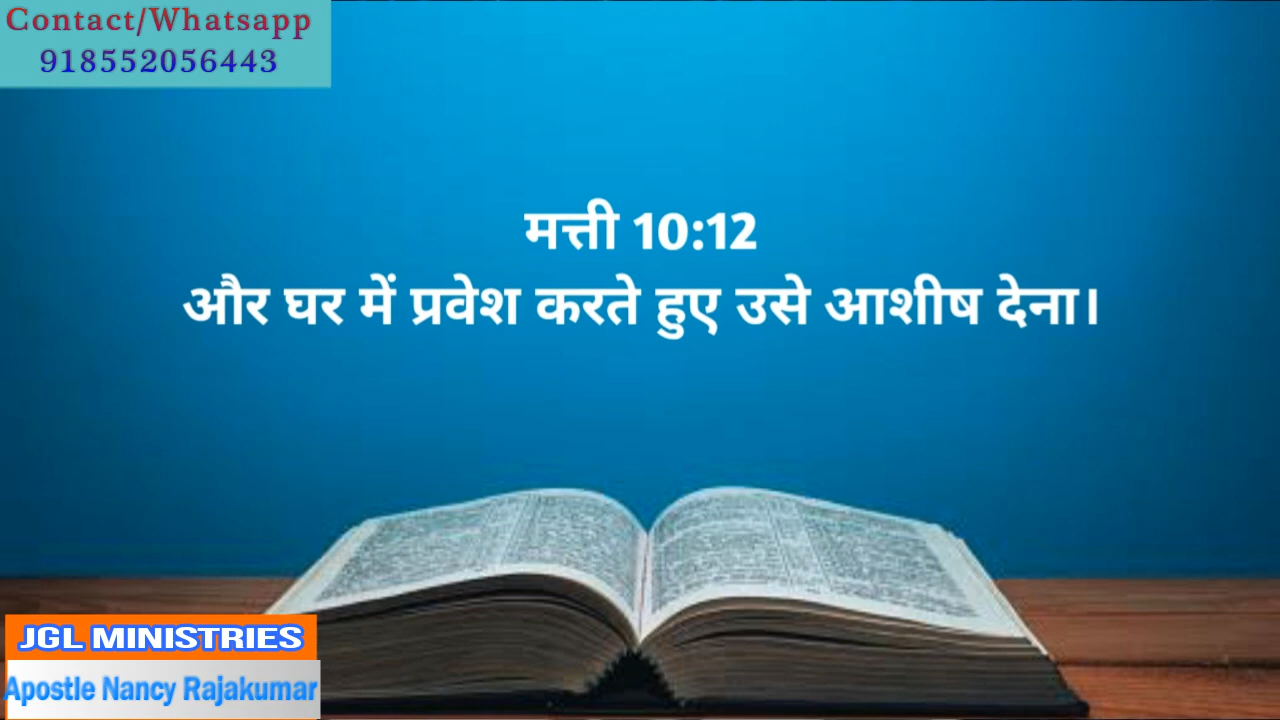 Contact/Whatsapp
918552056443
मत्ती 10:12
और घर में प्रवेश करते हुए उसे आशीष देना।
JGL MINISTRIES
Apostle Nancy Rajakumar